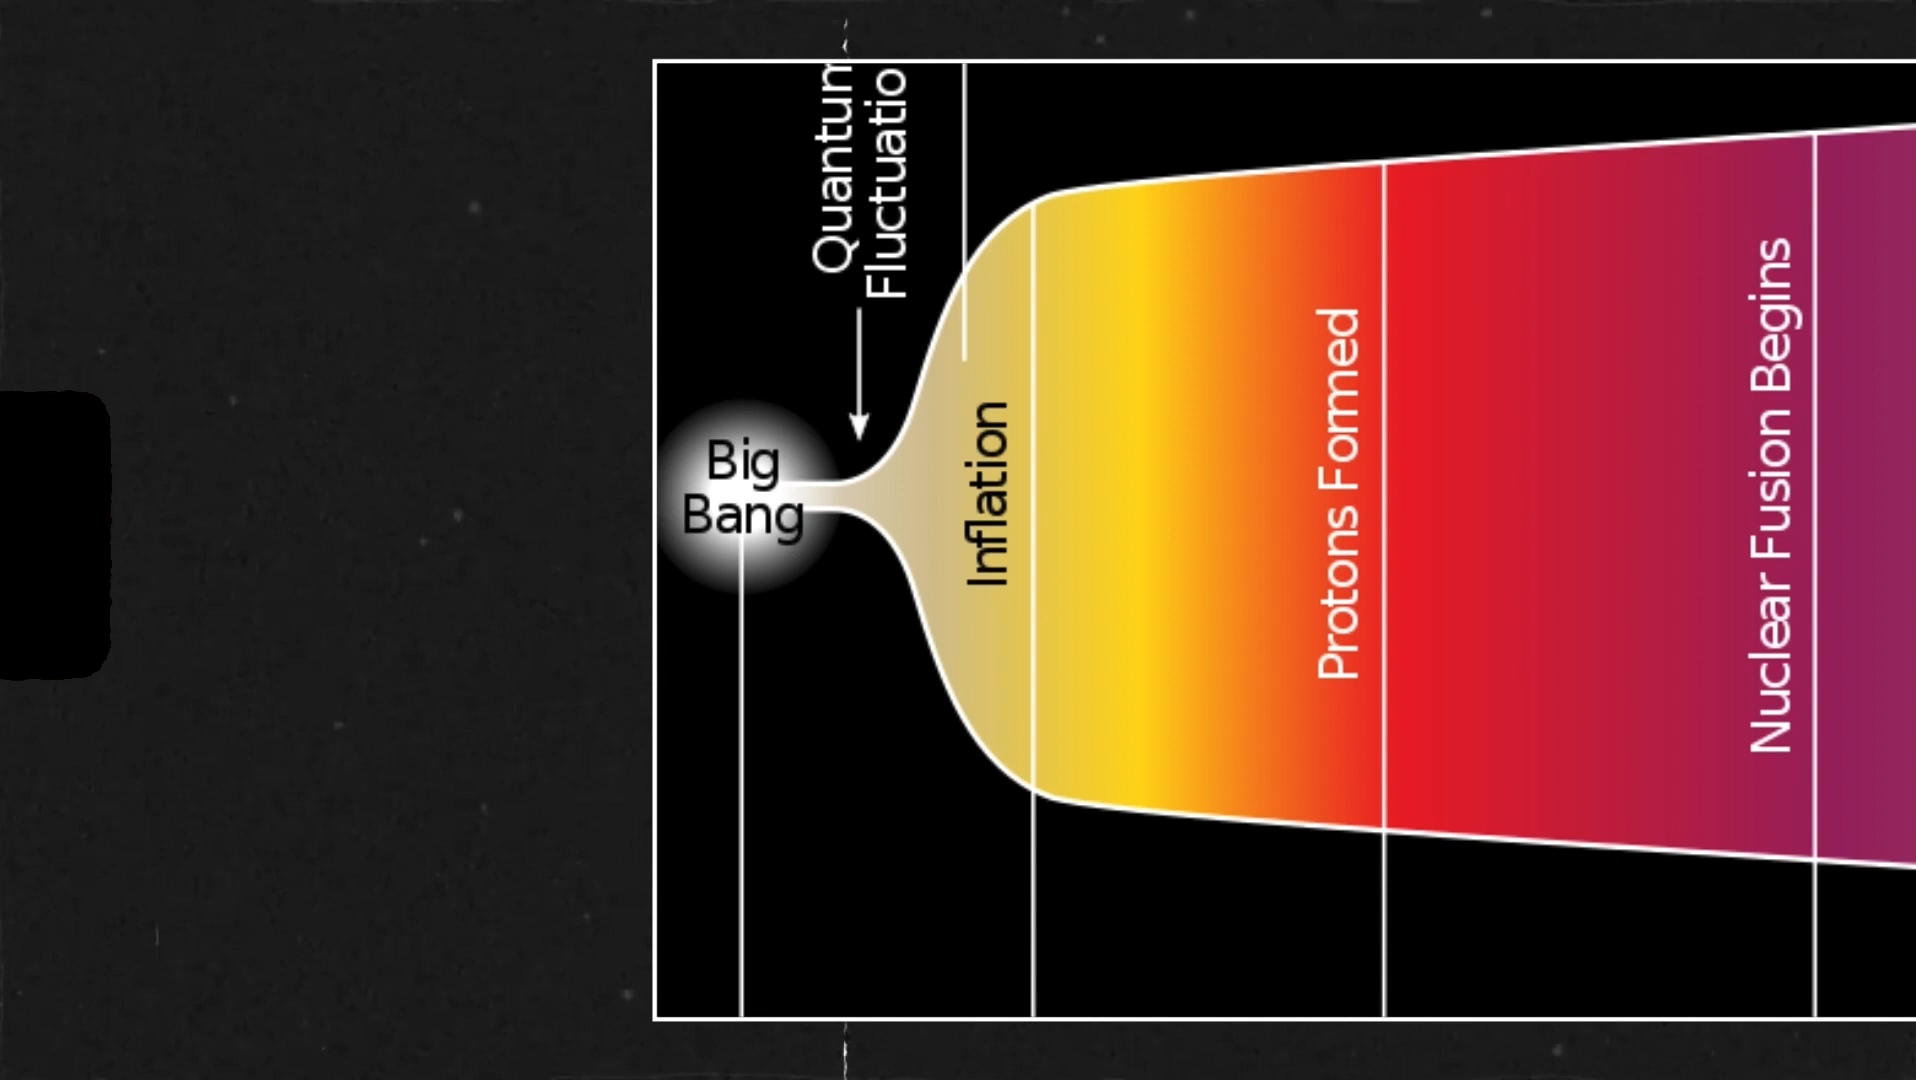 Quantum
Fluctuatio
Big
Bang
Inflation
Protons Formed
Nuclear Fusion Begins